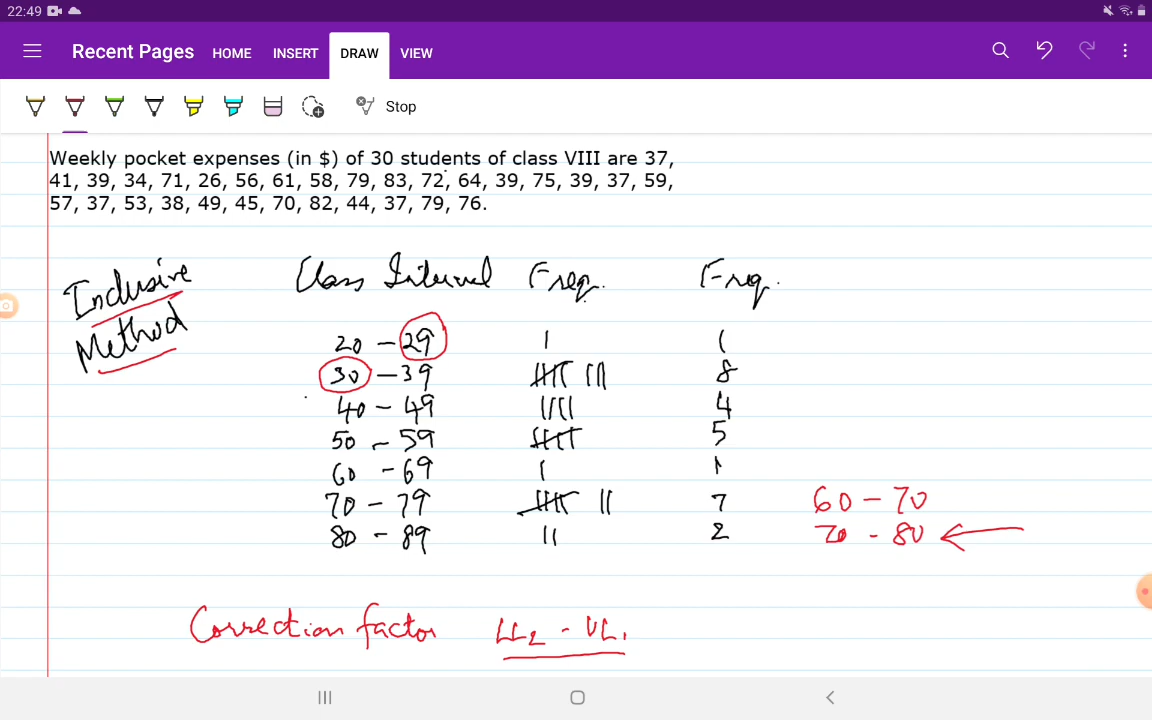 22:49
Recent Pages HOME INSERT DRAW VIEW
Stop
Weekly pocket expenses (in $) of 30 students of class VIII are 37,
41, 39, 34, 71, 26, 56, 61, 58, 79, 83, 72, 64, 39, 75, 39, 37, 59,
57, 37, 53, 38, 49, 45, 70, 82, 44, 37, 79, 76.
Inclusive
Method
Class Interval Freq. Freq.
20 - 29 | 1
30 - 39 |||| ||| 8
40 - 49 |||| 4
50 - 59 |||| 5
60 - 69 | 1
70 - 79 |||| || 7
80 - 89 || 2
60 - 70
70 - 80 ←
Correction factor LL2 - UL1